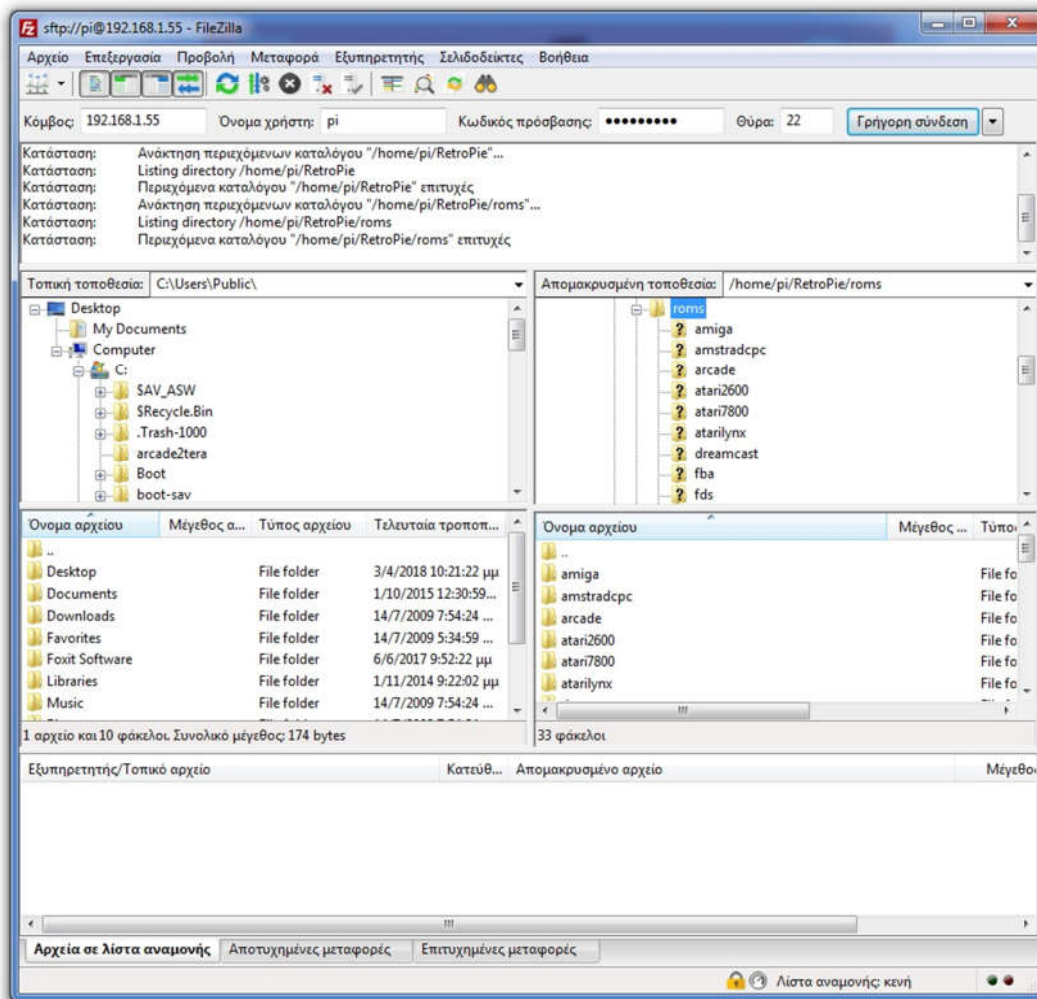 sftp://pi@192.168.1.55 - FileZilla
Αρχείο Επεξεργασία Προβολή Μεταφορά Εξυπηρετητής Σελιδοδείκτες Βοήθεια
Κόμβος: 192.168.1.55 Όνομα χρήστη: pi Κωδικός πρόσβασης: ●●●●●●●●● Θύρα: 22 Γρήγορη σύνδεση
Κατάσταση: Ανάκτηση περιεχόμενων καταλόγου "/home/pi/RetroPie"...
Κατάσταση: Listing directory /home/pi/RetroPie
Κατάσταση: Περιεχόμενα καταλόγου "/home/pi/RetroPie" επιτυχές
Κατάσταση: Ανάκτηση περιεχόμενων καταλόγου "/home/pi/RetroPie/roms"...
Κατάσταση: Listing directory /home/pi/RetroPie/roms
Κατάσταση: Περιεχόμενα καταλόγου "/home/pi/RetroPie/roms" επιτυχές
Τοπική τοποθεσία: C:\Users\Public\
Desktop
My Documents
Computer
C:
$AV_ASW
$Recycle.Bin
.Trash-1000
arcade2tera
Boot
boot-sav
Απομακρυσμένη τοποθεσία: /home/pi/RetroPie/roms
roms
? amiga
? amstradcpc
? arcade
? atari2600
? atari7800
? atarilynx
? dreamcast
? fba
? fds
Όνομα αρχείου Μέγεθος α... Τύπος αρχείου Τελευταία τροποπ...
..
Desktop File folder 3/4/2018 10:21:22 μμ
Documents File folder 1/10/2015 12:30:59...
Downloads File folder 14/7/2009 7:54:24 ...
Favorites File folder 14/7/2009 5:34:59 ...
Foxit Software File folder 6/6/2017 9:52:22 μμ
Libraries File folder 1/11/2014 9:22:02 μμ
Music File folder 14/7/2009 7:54:24 ...
1 αρχείο και 10 φάκελοι. Συνολικό μέγεθος: 174 bytes
Όνομα αρχείου Μέγεθος ... Τύπο
..
amiga File fo
amstradcpc File fo
arcade File fo
atari2600 File fo
atari7800 File fo
atarilynx File fo
33 φάκελοι
Εξυπηρετητής/Τοπικό αρχείο Κατεύθ... Απομακρυσμένο αρχείο Μέγεθο
Αρχεία σε λίστα αναμονής Αποτυχημένες μεταφορές Επιτυχημένες μεταφορές
Λίστα αναμονής: κενή